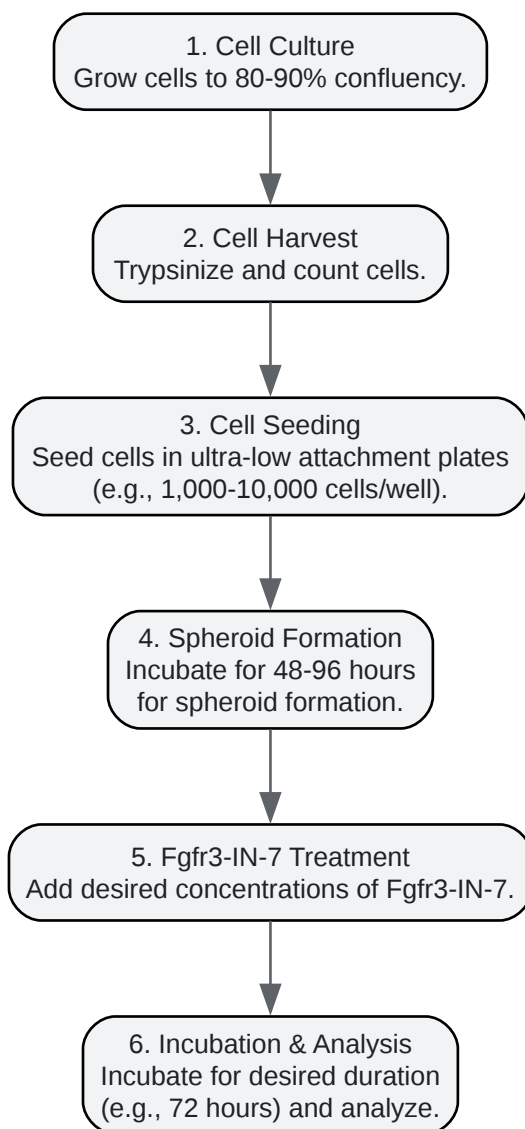 1. Cell Culture
Grow cells to 80-90% confluency.
2. Cell Harvest
Trypsinize and count cells.
3. Cell Seeding
Seed cells in ultra-low attachment plates
(e.g., 1,000-10,000 cells/well).
4. Spheroid Formation
Incubate for 48-96 hours
for spheroid formation.
5. Fgfr3-IN-7 Treatment
Add desired concentrations of Fgfr3-IN-7.
6. Incubation & Analysis
Incubate for desired duration
(e.g., 72 hours) and analyze.